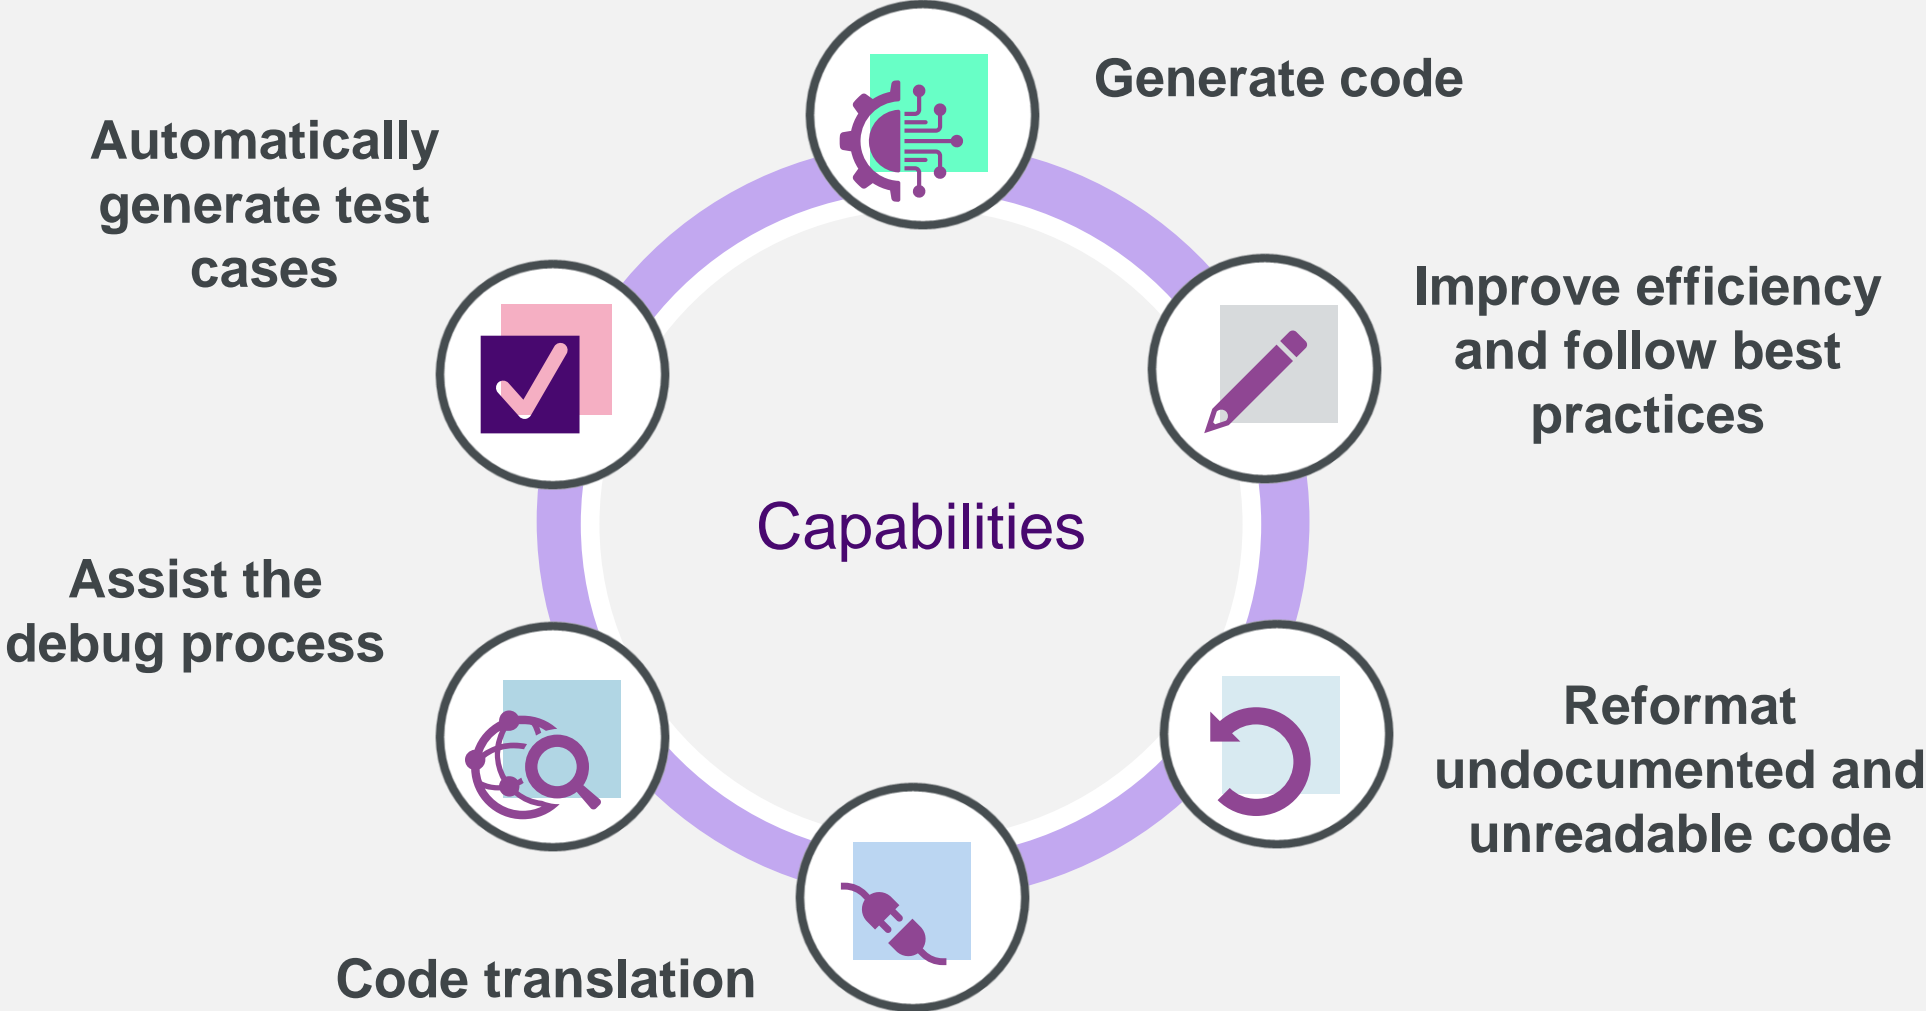 Generate code
Automatically
generate test
cases
Improve efficiency
and follow best
practices
Capabilities
Assist the
debug process
Reformat
undocumented and
unreadable code
Code translation